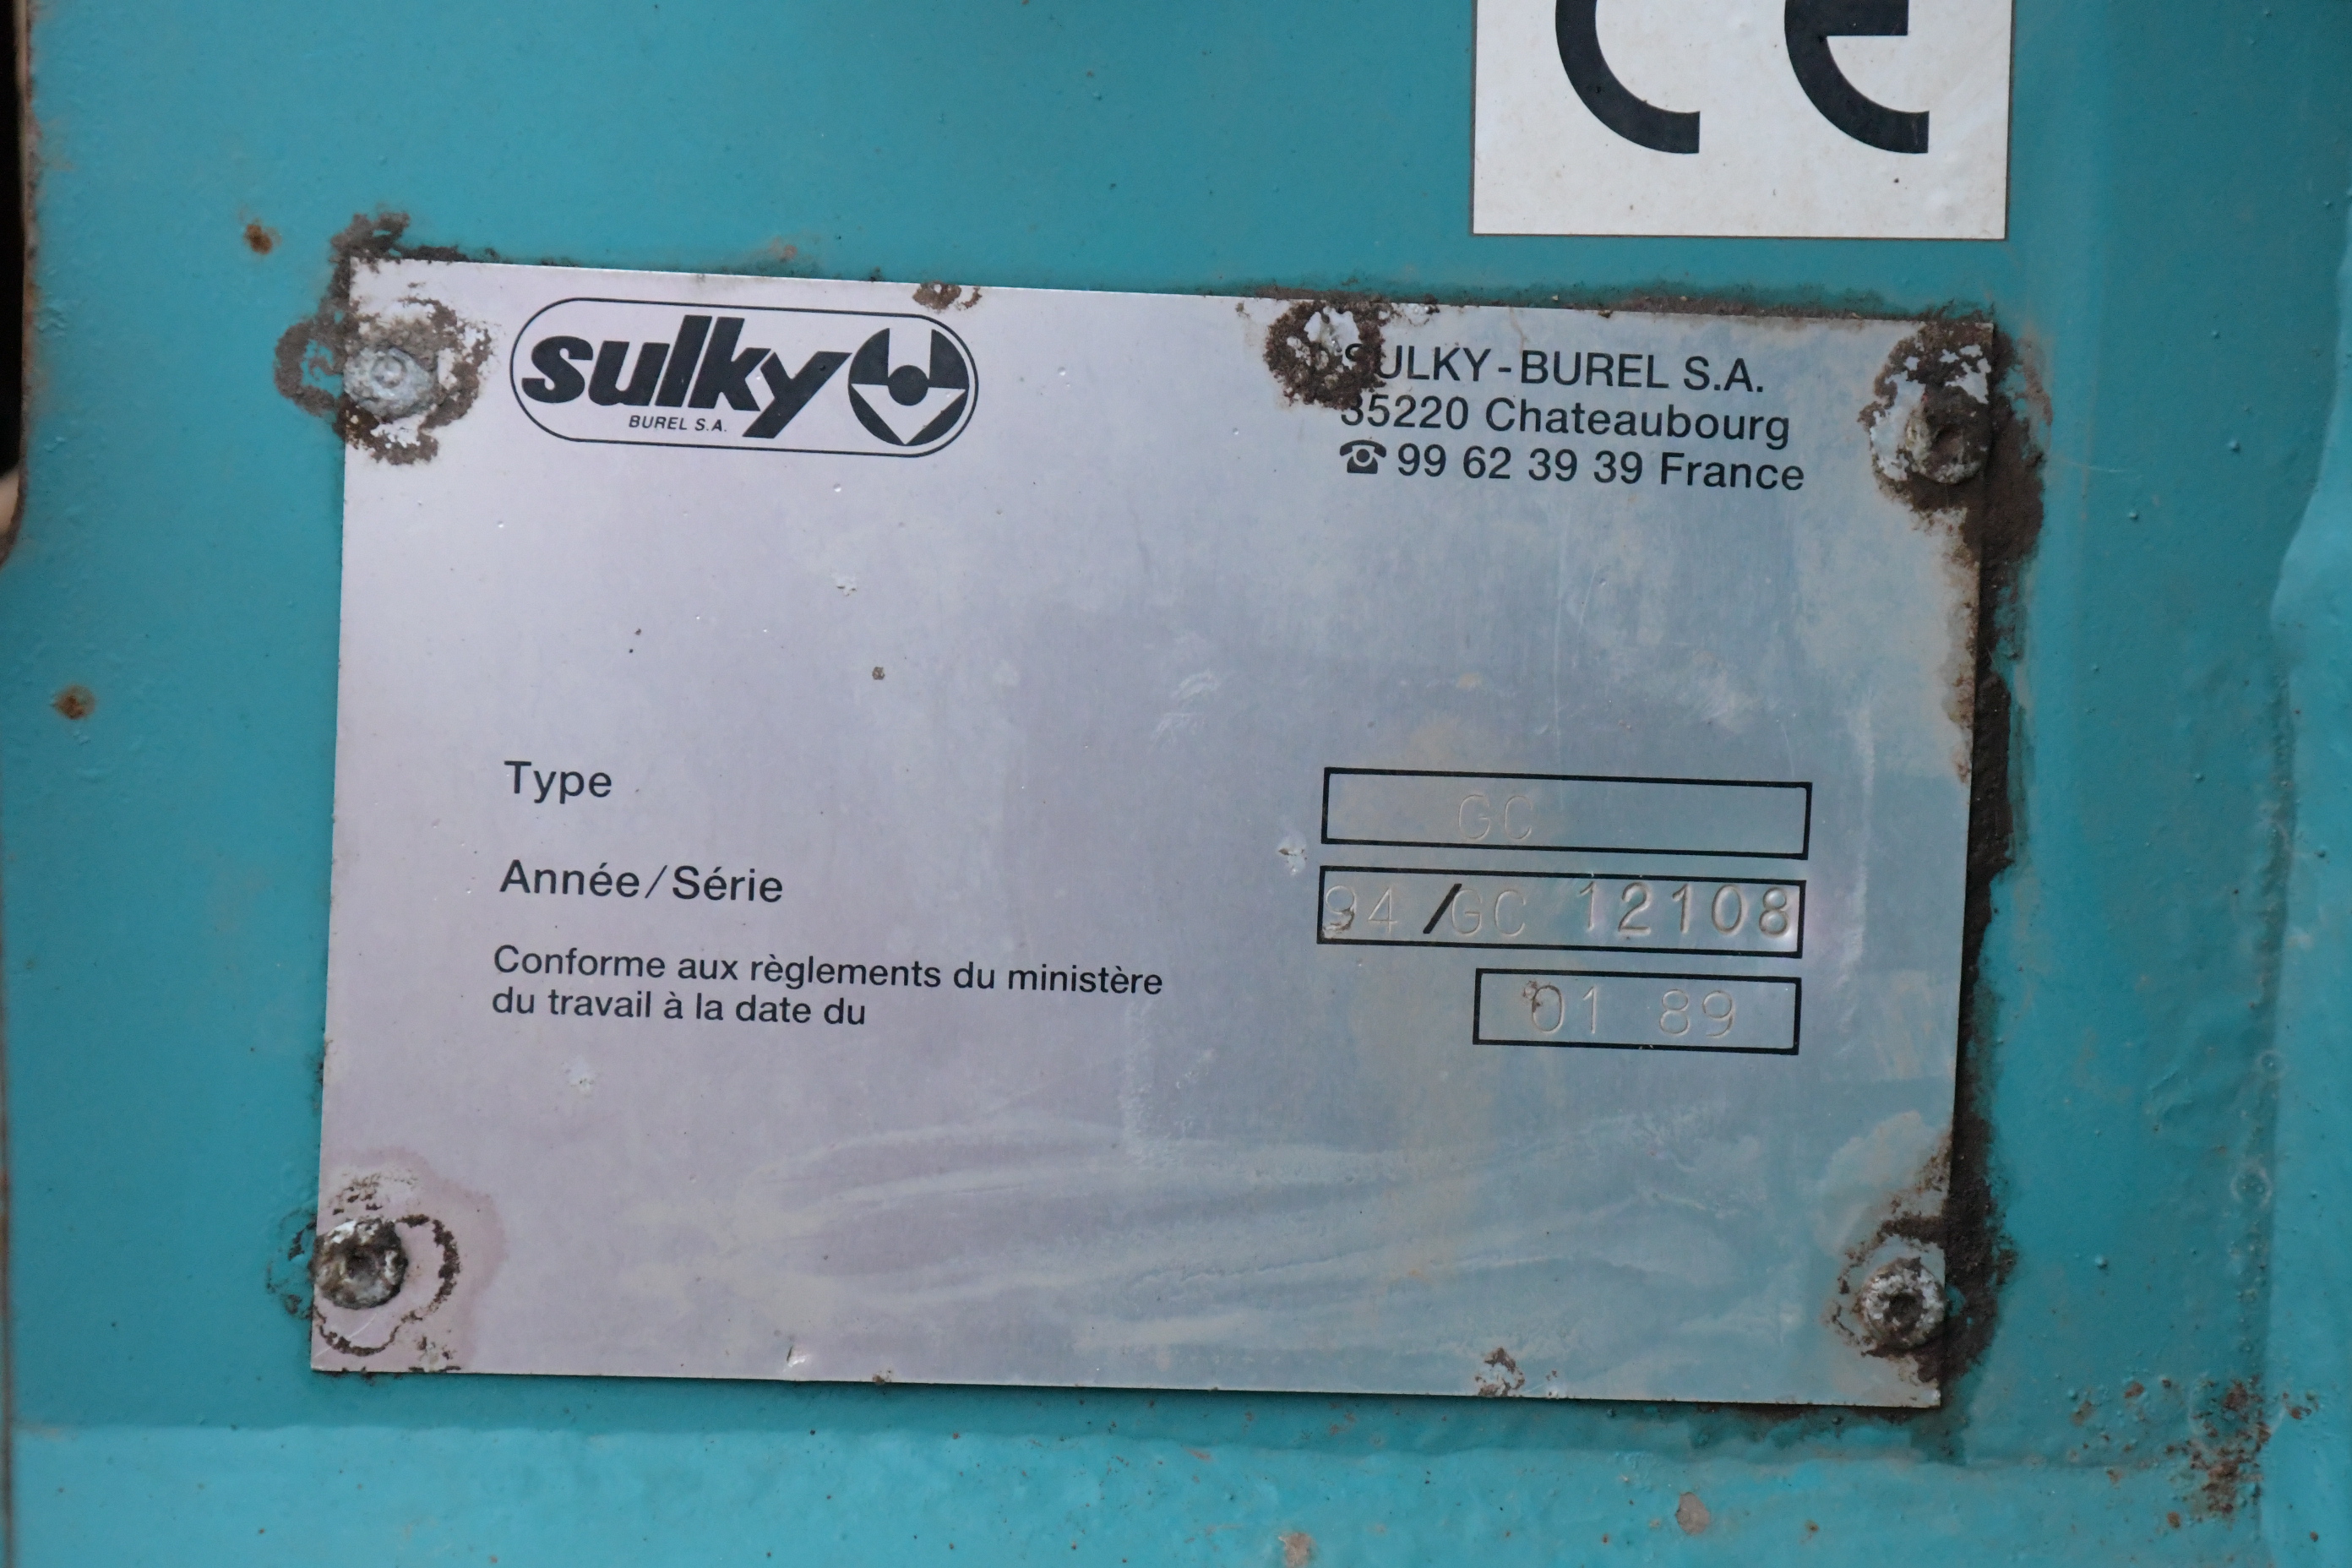 CE
sulky
BUREL S.A.
SULKY-BUREL S.A.
35220 Chateaubourg
☎ 99 62 39 39 France
Type GC
Année/Série 94/GC 12108
Conforme aux règlements du ministère
du travail à la date du 01 89